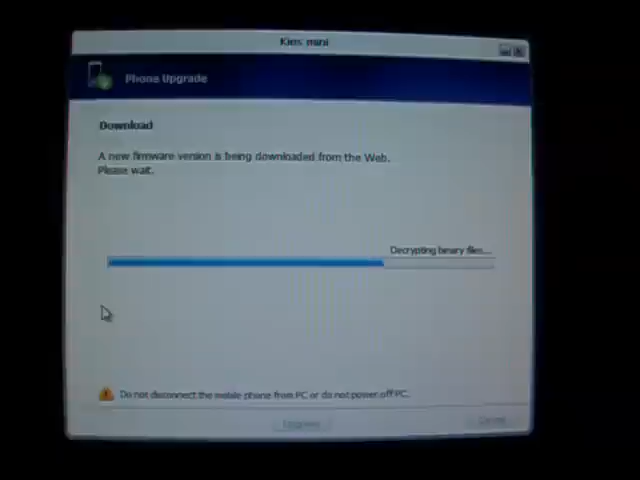 Kies mini
Phone Upgrade
Download
A new firmware version is being downloaded from the Web.
Please wait.
Decrypting binary files...
Do not disconnect the mobile phone from PC or do not power off PC.
Upgrade